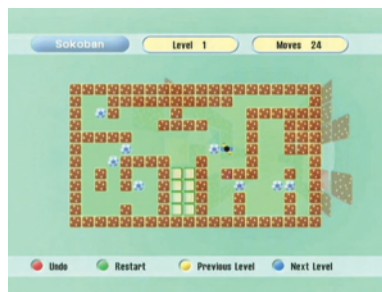 Sokoban
Level 1
Moves 24
Undo
Restart
Previous Level
Next Level